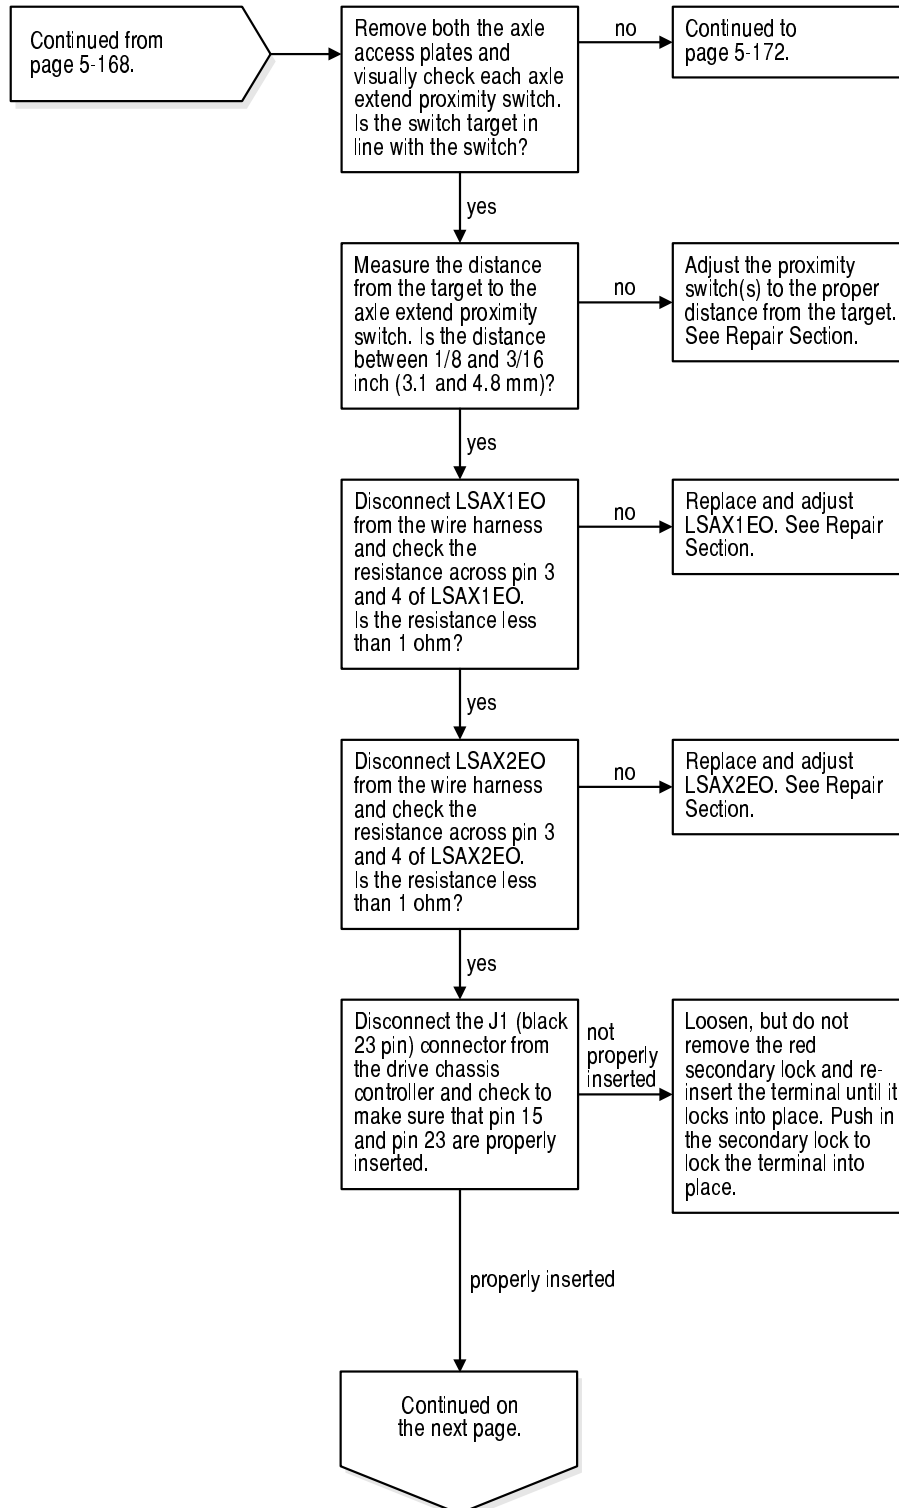 Continued from
page 5-168.
Remove both the axle
access plates and
visually check each axle
extend proximity switch.
Is the switch target in
line with the switch?
no
Continued to
page 5-172.
yes
Measure the distance
from the target to the
axle extend proximity
switch. Is the distance
between 1/8 and 3/16
inch (3.1 and 4.8 mm)?
no
Adjust the proximity
switch(s) to the proper
distance from the target.
See Repair Section.
yes
Disconnect LSAX1EO
from the wire harness
and check the
resistance across pin 3
and 4 of LSAX1EO.
Is the resistance less
than 1 ohm?
no
Replace and adjust
LSAX1EO. See Repair
Section.
yes
Disconnect LSAX2EO
from the wire harness
and check the
resistance across pin 3
and 4 of LSAX2EO.
Is the resistance less
than 1 ohm?
no
Replace and adjust
LSAX2EO. See Repair
Section.
yes
Disconnect the J1 (black
23 pin) connector from
the drive chassis
controller and check to
make sure that pin 15
and pin 23 are properly
inserted.
not
properly
inserted
Loosen, but do not
remove the red
secondary lock and re-
insert the terminal until it
locks into place. Push in
the secondary lock to
lock the terminal into
place.
properly inserted
Continued on
the next page.